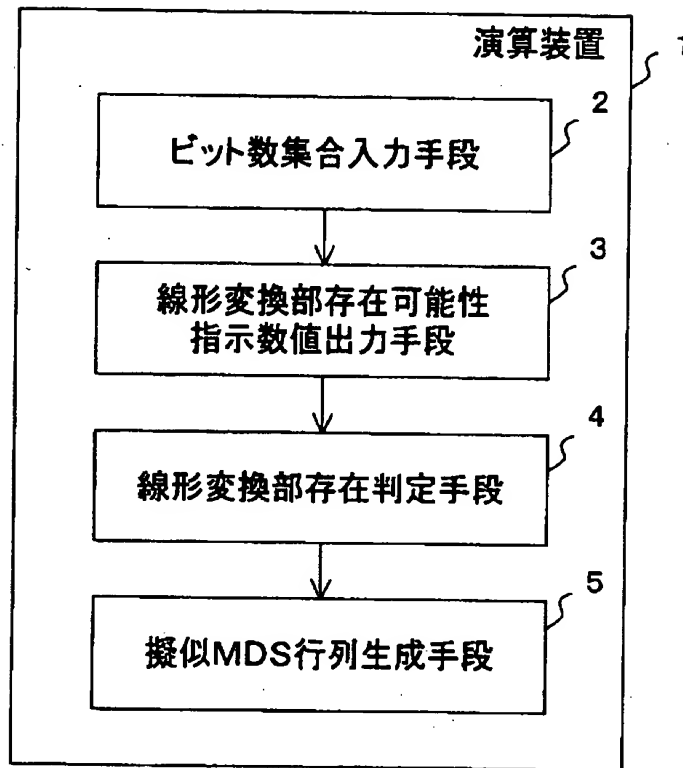 演算装置
1
2
ビット数集合入力手段
3
線形変換部存在可能性
指示数値出力手段
4
線形変換部存在判定手段
5
擬似MDS行列生成手段